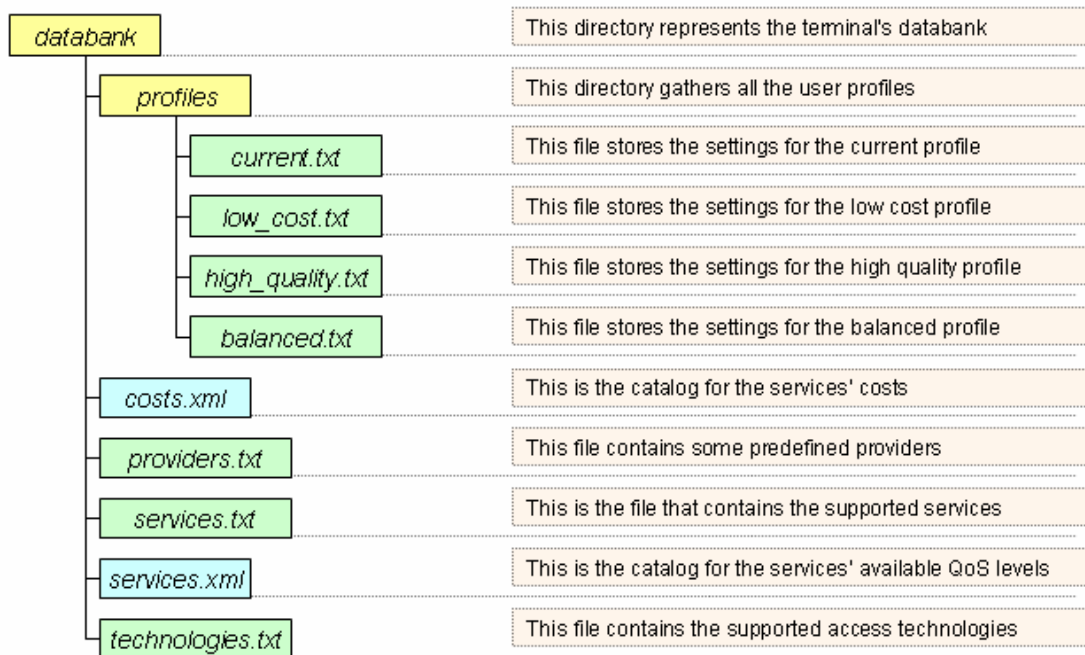 databank
This directory represents the terminal's databank
profiles
This directory gathers all the user profiles
current.txt
This file stores the settings for the current profile
low_cost.txt
This file stores the settings for the low cost profile
high_quality.txt
This file stores the settings for the high quality profile
balanced.txt
This file stores the settings for the balanced profile
costs.xml
This is the catalog for the services' costs
providers.txt
This file contains some predefined providers
services.txt
This is the file that contains the supported services
services.xml
This is the catalog for the services' available QoS levels
technologies.txt
This file contains the supported access technologies